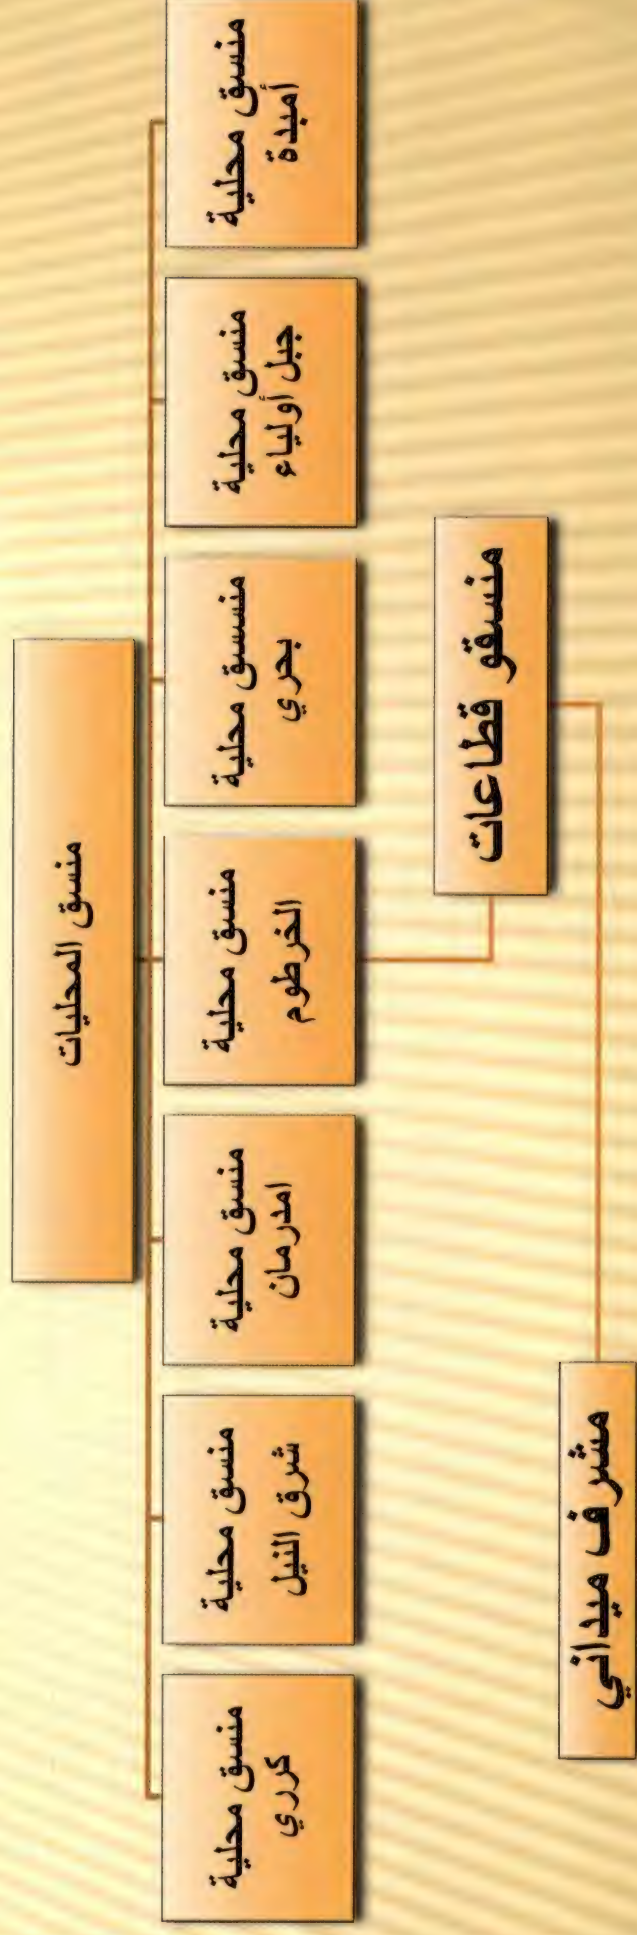 منسق المحليات
منسق محلية
أمبدة
منسق محلية
جبل أولياء
منسسق محلية
بحري
منسق محلية
الخرطوم
منسق محلية
امدرمان
منسق محلية
شرق النيل
منسق محلية
كرري
منسقو قطاعات
مشرف ميداني